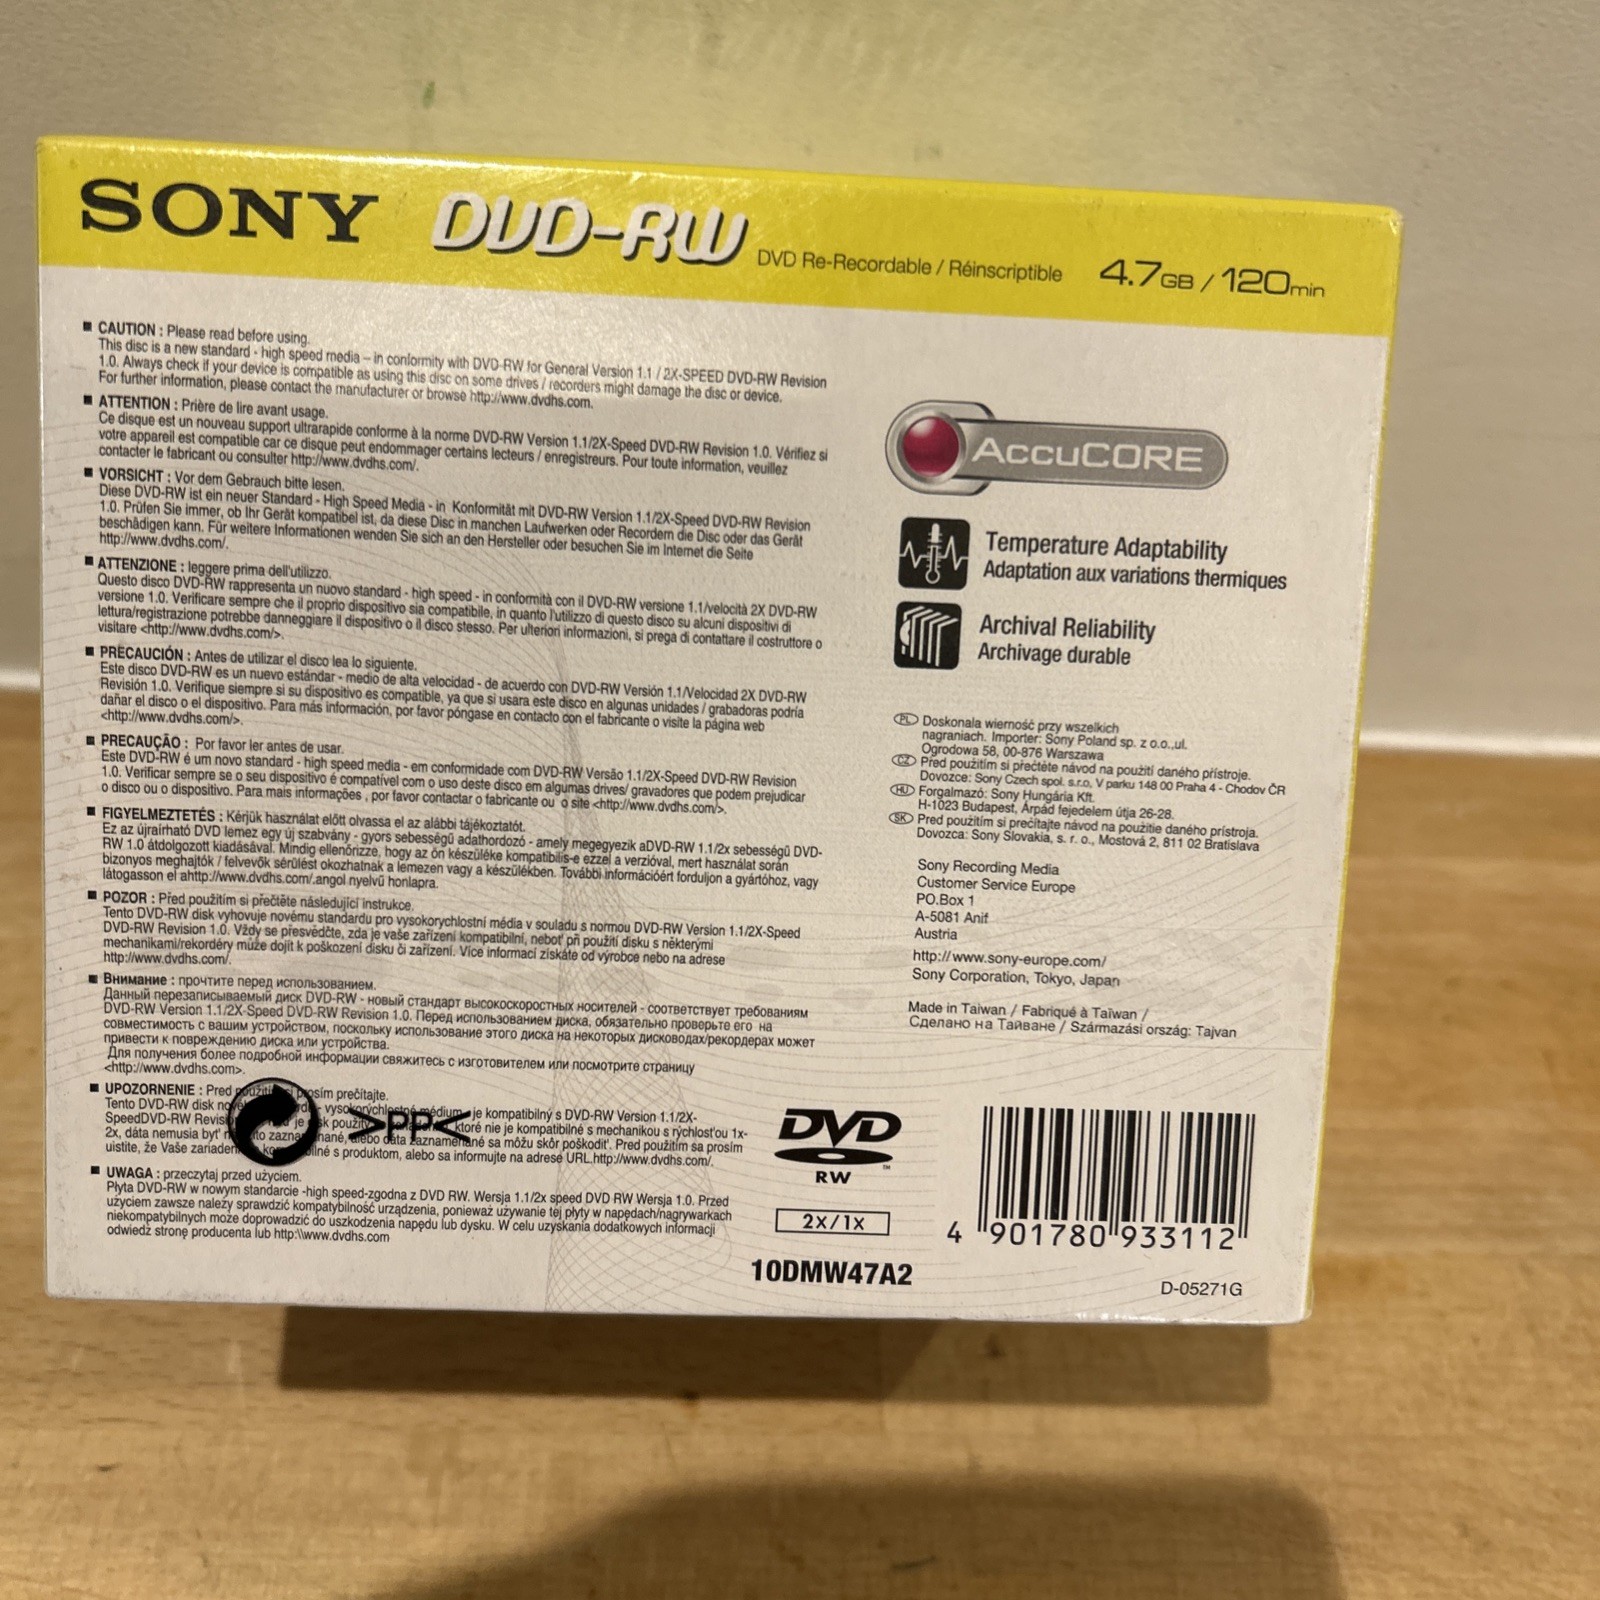 SONY DVD-RW DVD Re-Recordable / Réinscriptible 4.7GB / 120min
■ CAUTION : Please read before using.
This disc is a new standard - high speed media – in conformity with DVD-RW for General Version 1.1 / 2X-SPEED DVD-RW Revision
1.0. Always check if your device is compatible as using this disc on some drives / recorders might damage the disc or device.
For further information, please contact the manufacturer or browse http://www.dvdhs.com.
■ ATTENTION : Prière de lire avant usage.
Ce disque est un nouveau support ultrarapide conforme à la norme DVD-RW Version 1.1/2X-Speed DVD-RW Revision 1.0. Vérifiez si
votre appareil est compatible car ce disque peut endommager certains lecteurs / enregistreurs. Pour toute information, veuillez
contacter le fabricant ou consulter http://www.dvdhs.com/.
■ VORSICHT : Vor dem Gebrauch bitte lesen.
Diese DVD-RW ist ein neuer Standard - High Speed Media - in Konformität mit DVD-RW Version 1.1/2X-Speed DVD-RW Revision
1.0. Prüfen Sie immer, ob Ihr Gerät kompatibel ist, da diese Disc in manchen Laufwerken oder Recordern die Disc oder das Gerät
beschädigen kann. Für weitere Informationen wenden Sie sich an den Hersteller oder besuchen Sie im Internet die Seite
http://www.dvdhs.com/.
■ ATTENZIONE : leggere prima dell'utilizzo.
Questo disco DVD-RW rappresenta un nuovo standard - high speed - in conformità con il DVD-RW versione 1.1/velocità 2X DVD-RW
versione 1.0. Verificare sempre che il proprio dispositivo sia compatibile, in quanto l'utilizzo di questo disco su alcuni dispositivi di
lettura/registrazione potrebbe danneggiare il dispositivo o il disco stesso. Per ulteriori informazioni, si prega di contattare il costruttore o
visitare <http://www.dvdhs.com/>.
■ PRECAUCIÓN : Antes de utilizar el disco lea lo siguiente.
Este disco DVD-RW es un nuevo estándar - medio de alta velocidad - de acuerdo con DVD-RW Versión 1.1/Velocidad 2X DVD-RW
Revisión 1.0. Verifique siempre si su dispositivo es compatible, ya que si usara este disco en algunas unidades / grabadoras podría
dañar el disco o el dispositivo. Para más información, por favor póngase en contacto con el fabricante o visite la página web
<http://www.dvdhs.com/>.
■ PRECAUÇÃO : Por favor ler antes de usar.
Este DVD-RW é um novo standard - high speed media - em conformidade com DVD-RW Versão 1.1/2X-Speed DVD-RW Revision
1.0. Verificar sempre se o seu dispositivo é compatível com o uso deste disco em algumas drives/ gravadores que podem prejudicar
o disco ou o dispositivo. Para mais informações , por favor contactar o fabricante ou o site <http://www.dvdhs.com/>.
■ FIGYELMEZTETÉS : Kérjük használat előtt olvassa el az alábbi tájékoztatót.
Ez az újraírható DVD lemez egy új szabvány - gyors sebességű adathordozó - amely megegyezik aDVD-RW 1.1/2x sebességű DVD-
RW 1.0 átdolgozott kiadásával. Mindig ellenőrizze, hogy az ön készüléke kompatibilis-e ezzel a verzióval, mert használat során
bizonyos meghajtók / felvevők sérülést okozhatnak a lemezen vagy a készülékben. További információért forduljon a gyártóhoz, vagy
látogasson el ahttp://www.dvdhs.com/.angol nyelvű honlapra.
■ POZOR : Před použitím si přečtěte následující instrukce.
Tento DVD-RW disk vyhovuje novému standardu pro vysokorychlostní média v souladu s normou DVD-RW Version 1.1/2X-Speed
DVD-RW Revision 1.0. Vždy se přesvědčte, zda je vaše zařízení kompatibilní, neboť při použití disku s některými
mechanikami/rekordéry může dojít k poškození disku či zařízení. Více informací získáte od výrobce nebo na adrese
http://www.dvdhs.com/.
■ Внимание : прочтите перед использованием.
Данный перезаписываемый диск DVD-RW - новый стандарт высокоскоростных носителей - соответствует требованиям
DVD-RW Version 1.1/2X-Speed DVD-RW Revision 1.0. Перед использованием диска, обязательно проверьте его на
совместимость с вашим устройством, поскольку использование этого диска на некоторых дисководах/рекордерах может
привести к повреждению диска или устройства.
Для получения более подробной информации свяжитесь с изготовителем или посмотрите страницу
<http://www.dvdhs.com>.
■ UPOZORNENIE : Pred použitím si prosím prečítajte.
Tento DVD-RW disk vysokorýchlostné médium - je kompatibilný s DVD-RW Version 1.1/2X-
SpeedDVD-RW je ktoré nie je kompatibilné s mechanikou s rýchlosťou 1x-
2x, dáta nemusia byť alebo dáta zaznamenané sa môžu skôr poškodiť. Pred použitím sa prosím
uistite, že Vaše s produktom, alebo sa informujte na adrese URL.http://www.dvdhs.com/.
>PP<
■ UWAGA : przeczytaj przed użyciem.
Płyta DVD-RW w nowym standarcie -high speed-zgodna z DVD RW. Wersja 1.1/2x speed DVD RW Wersja 1.0. Przed
użyciem zawsze należy sprawdzić kompatybilność urządzenia, ponieważ używanie tej płyty w napędach/nagrywarkach
niekompatybilnych może doprowadzić do uszkodzenia napędu lub dysku. W celu uzyskania dodatkowych informacji
odwiedź stronę producenta lub http:\\www.dvdhs.com
AccuCORE
Temperature Adaptability
Adaptation aux variations thermiques
Archival Reliability
Archivage durable
PL Doskonala wierność przy wszelkich
nagraniach. Importer: Sony Poland sp. z o.o.,ul.
Ogrodowa 58, 00-876 Warszawa
CZ Před použitím si přečtěte návod na použití daného přístroje.
Dovozce: Sony Czech spol. s.r.o, V parku 148 00 Praha 4 - Chodov ČR
HU Forgalmazó: Sony Hungária Kft.
H-1023 Budapest, Árpád fejedelem útja 26-28.
SK Pred použitím si prečítajte návod na použitie daného prístroja.
Dovozca: Sony Slovakia, s. r. o., Mostová 2, 811 02 Bratislava
Sony Recording Media
Customer Service Europe
PO.Box 1
A-5081 Anif
Austria
http://www.sony-europe.com/
Sony Corporation, Tokyo, Japan
Made in Taiwan / Fabriqué à Taïwan /
Сделано на Тайване / Származási ország: Tajvan
DVD™
RW
2X/1X
10DMW47A2
4 901780 933112
D-05271G